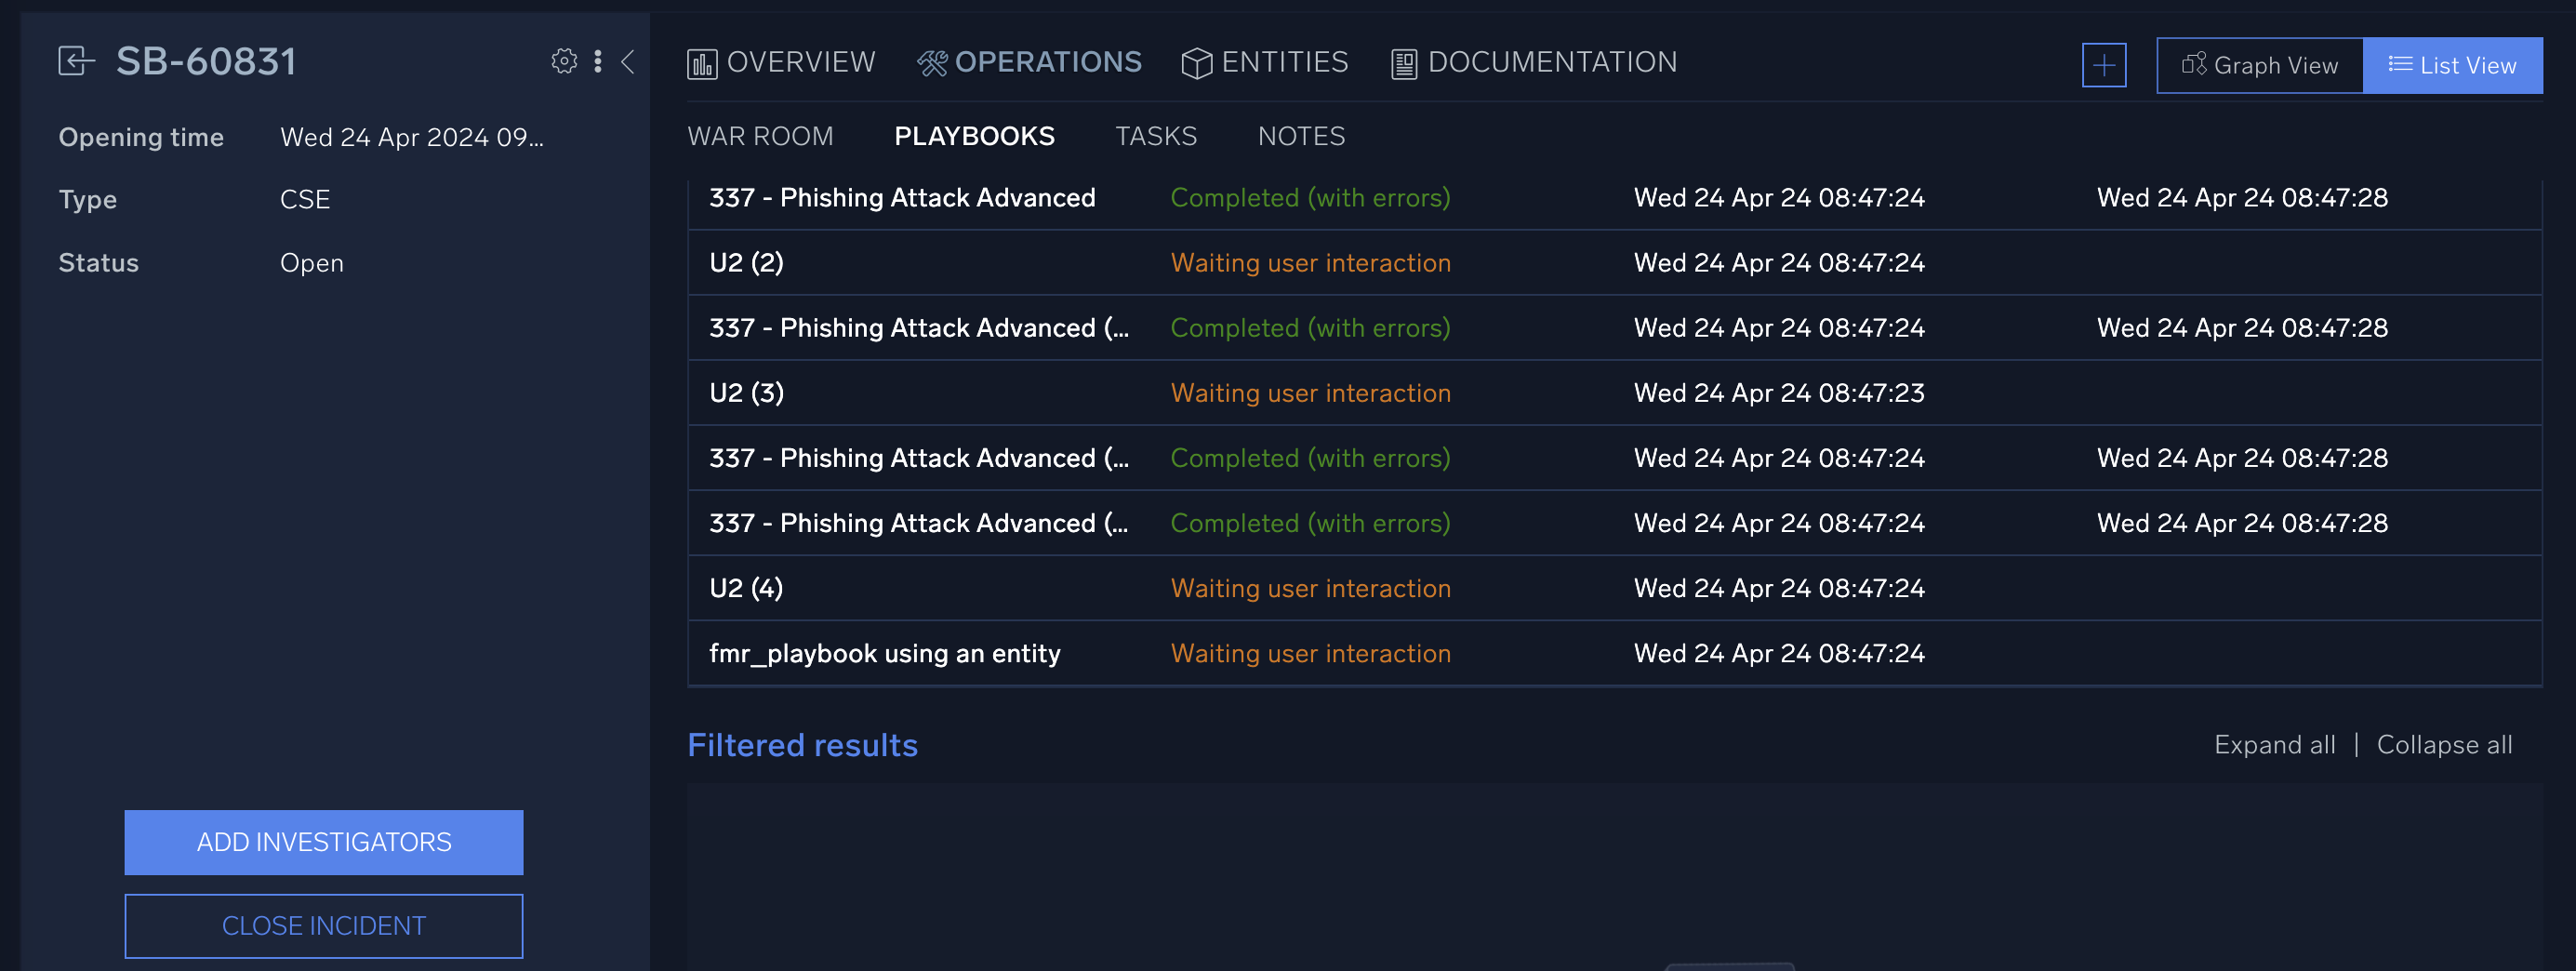 SB-60831
Opening time Wed 24 Apr 2024 09...
Type CSE
Status Open
ADD INVESTIGATORS
CLOSE INCIDENT
OVERVIEW OPERATIONS ENTITIES DOCUMENTATION
Graph View List View
WAR ROOM PLAYBOOKS TASKS NOTES
337 - Phishing Attack Advanced Completed (with errors) Wed 24 Apr 24 08:47:24 Wed 24 Apr 24 08:47:28
U2 (2) Waiting user interaction Wed 24 Apr 24 08:47:24
337 - Phishing Attack Advanced (... Completed (with errors) Wed 24 Apr 24 08:47:24 Wed 24 Apr 24 08:47:28
U2 (3) Waiting user interaction Wed 24 Apr 24 08:47:23
337 - Phishing Attack Advanced (... Completed (with errors) Wed 24 Apr 24 08:47:24 Wed 24 Apr 24 08:47:28
337 - Phishing Attack Advanced (... Completed (with errors) Wed 24 Apr 24 08:47:24 Wed 24 Apr 24 08:47:28
U2 (4) Waiting user interaction Wed 24 Apr 24 08:47:24
fmr_playbook using an entity Waiting user interaction Wed 24 Apr 24 08:47:24
Filtered results Expand all | Collapse all